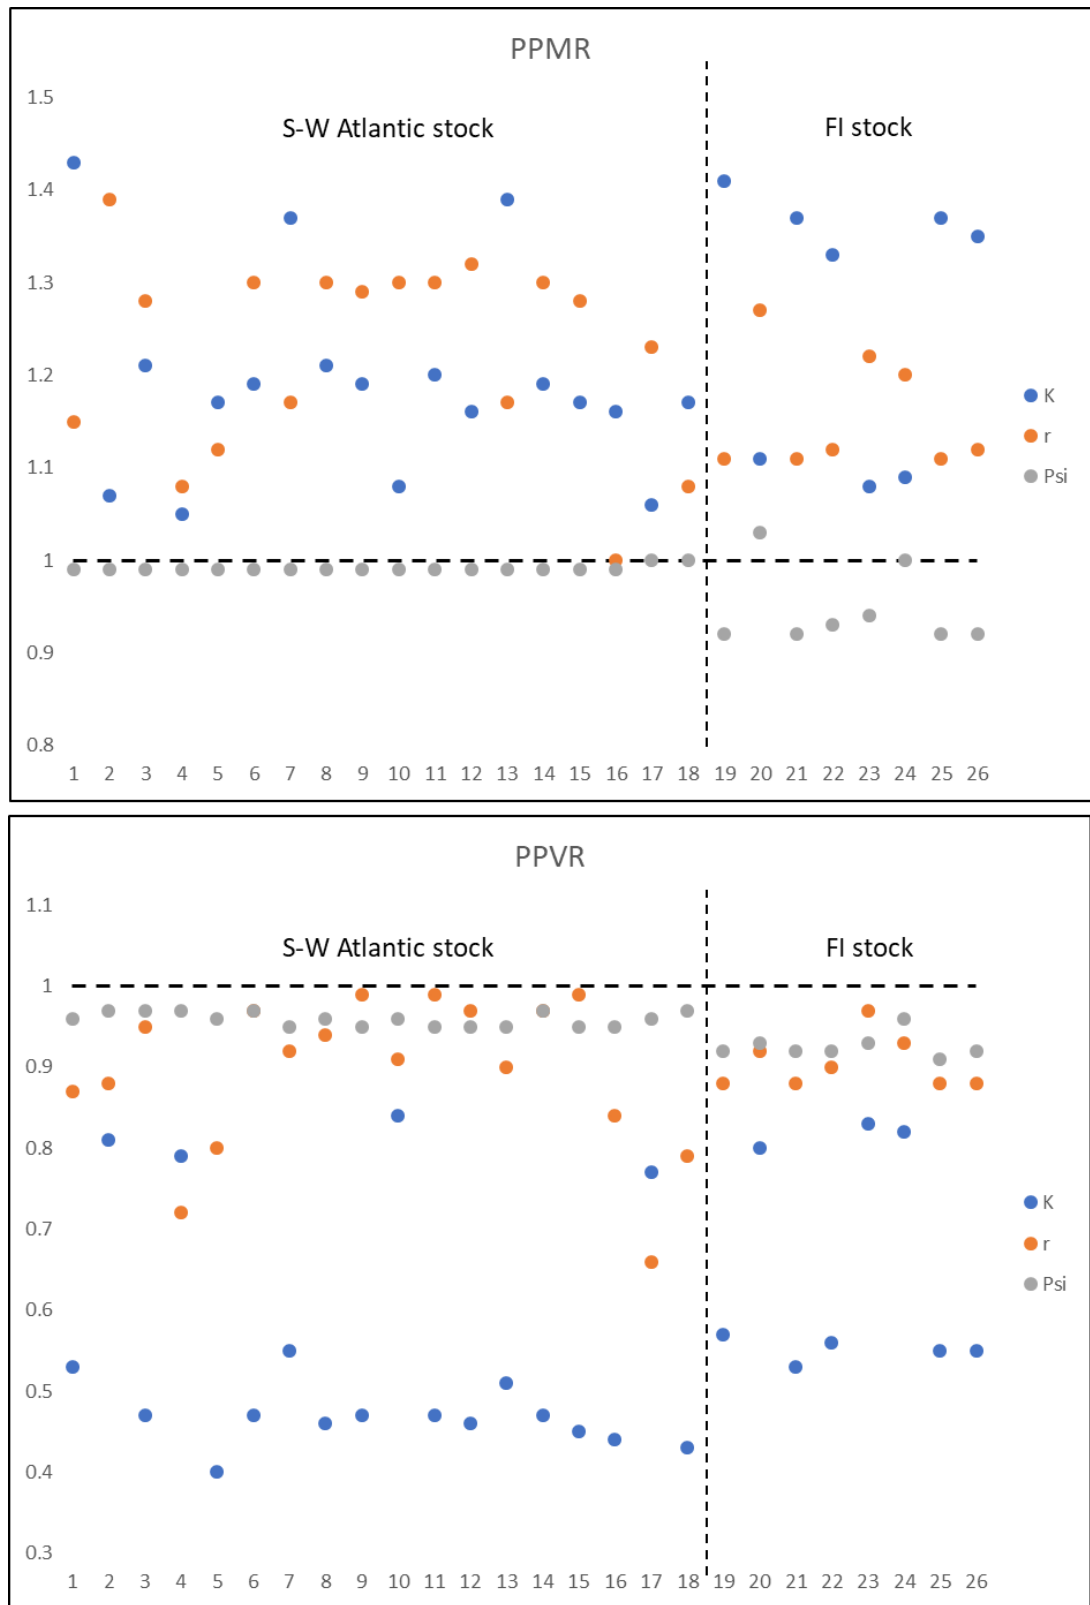 PPMR
1.5
S-W Atlantic stock FI stock
1.4
1.3
1.2
K
r
1.1
Psi
1
0.9
0.8
1 2 3 4 5 6 7 8 9 10 11 12 13 14 15 16 17 18 19 20 21 22 23 24 25 26
PPVR
1.1
S-W Atlantic stock FI stock
1
0.9
0.8
K
0.7
r
Psi
0.6
0.5
0.4
0.3
1 2 3 4 5 6 7 8 9 10 11 12 13 14 15 16 17 18 19 20 21 22 23 24 25 26